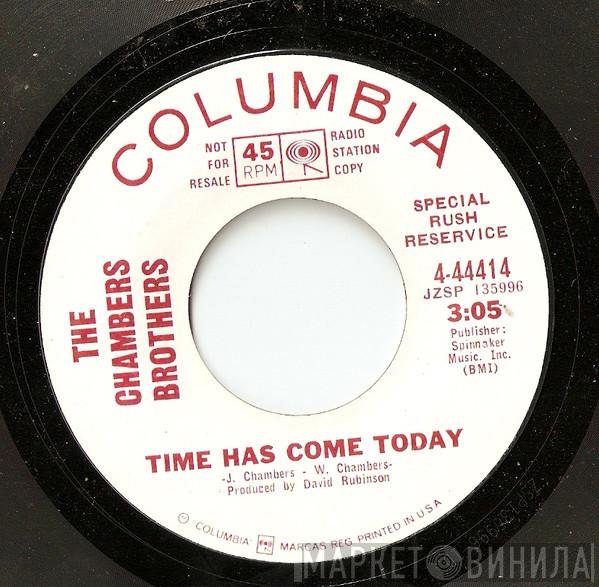 COLUMBIA
NOT
FOR
RESALE
45
RPM
RADIO
STATION
COPY
SPECIAL
RUSH
RESERVICE
THE
CHAMBERS
BROTHERS
4-44414
JZSP 135996
3:05
Publisher:
Spinnaker
Music. Inc.
(BMI)
TIME HAS COME TODAY
-J. Chambers - W. Chambers-
Produced by David Rubinson
"COLUMBIA" MARCAS REG. PRINTED IN U.S.A.
МАРКЕТ ВИНИЛА